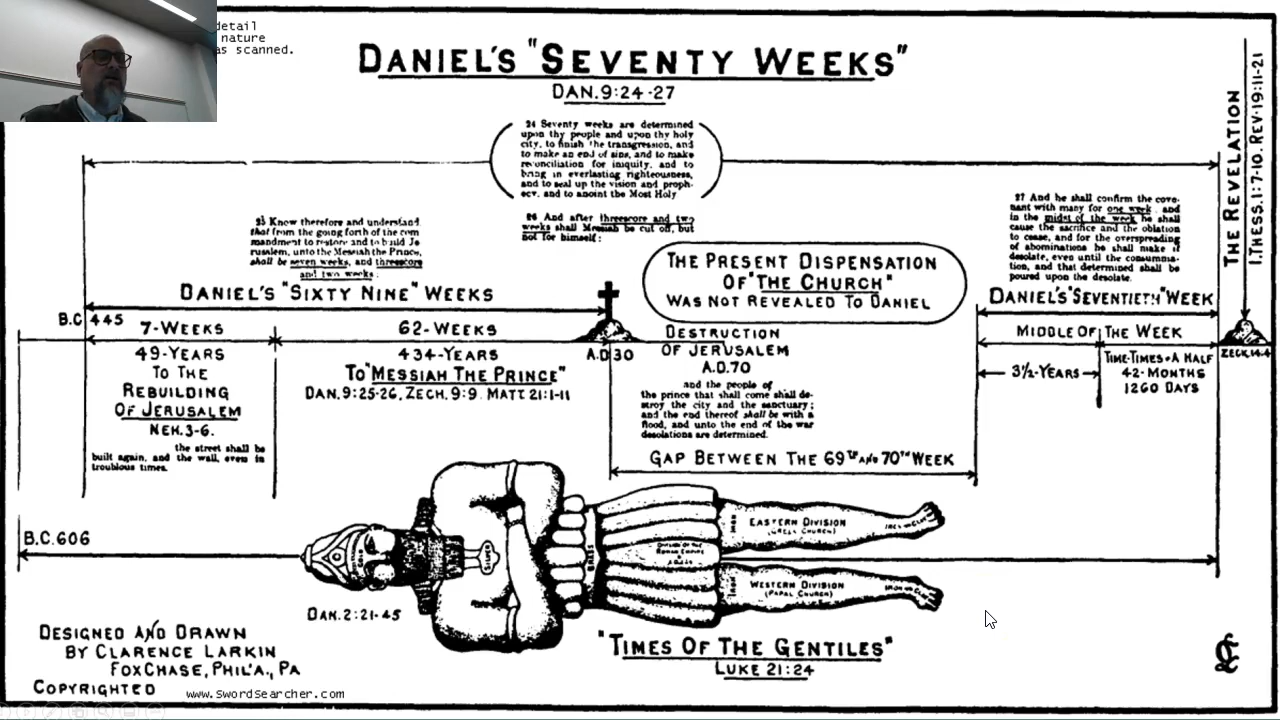 detail
nature
as scanned.
DANIEL'S "SEVENTY WEEKS"
DAN. 9:24-27
24 Seventy weeks are determined
upon thy people and upon thy holy
city, to finish the transgression, and
to make an end of sins, and to make
reconciliation for iniquity, and to
bring in everlasting righteousness,
and to seal up the vision and proph-
ecy, and to anoint the Most Holy
25 Know therefore and understand
that from the going forth of the com
mandment to restore and to build Je
rusalem, unto the Messiah the Prince,
shall be seven weeks, and threescore
and two weeks:
26 And after threescore and two
weeks shall Messiah be cut off, but
not for himself:
27 And he shall confirm the cove-
nant with many for one week: and
in the midst of the week he shall
cause the sacrifice and the oblation
to cease, and for the overspreading
of abominations he shall make it
desolate, even until the consumma-
tion, and that determined shall be
poured upon the desolate.
THE REVELATION
1. THESS. 1:7-10. REV. 19:11-21
THE PRESENT DISPENSATION
OF "THE CHURCH"
WAS NOT REVEALED TO DANIEL
DANIEL'S "SIXTY NINE" WEEKS
DANIEL'S "SEVENTIETH" WEEK
B.C. 445
7-WEEKS
62-WEEKS
A.D.30
MIDDLE OF THE WEEK
ZECH. 14:4
49-YEARS
TO THE
REBUILDING
OF JERUSALEM
NEH. 3-6.
the street shall be
built again, and the wall, even in
troublous times.
434-YEARS
TO "MESSIAH THE PRINCE"
DAN. 9:25-26, ZECH. 9:9. MATT. 21:1-11
DESTRUCTION
OF JERUSALEM
A.D.70
and the people of
the prince that shall come shall de-
stroy the city and the sanctuary;
and the end thereof shall be with a
flood, and unto the end of the war
desolations are determined.
3½-YEARS
TIME-TIMES & A HALF
42-MONTHS
1260 DAYS
GAP BETWEEN THE 69TH AND 70TH WEEK
B.C.606
GOLD
SILVER
BRASS
DIVISION OF THE
ROMAN EMPIRE
IRON
EASTERN DIVISION
(GREEK CHURCH)
IRON
WESTERN DIVISION
(PAPAL CHURCH)
DAN. 2:21-45
"TIMES OF THE GENTILES"
LUKE 21:24
DESIGNED AND DRAWN
BY CLARENCE LARKIN
FOXCHASE, PHIL'A., PA
COPYRIGHTED
www.SwordSearcher.com